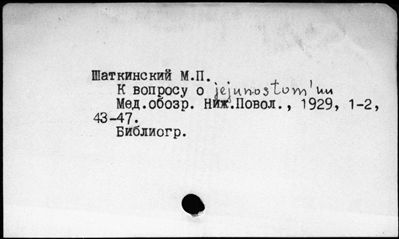 Шаткинский М.П.
К вопросу о jejunostom'ии
Мед.обозр. Ниж.Повол., 1929, 1-2,
43-47.
Библиогр.